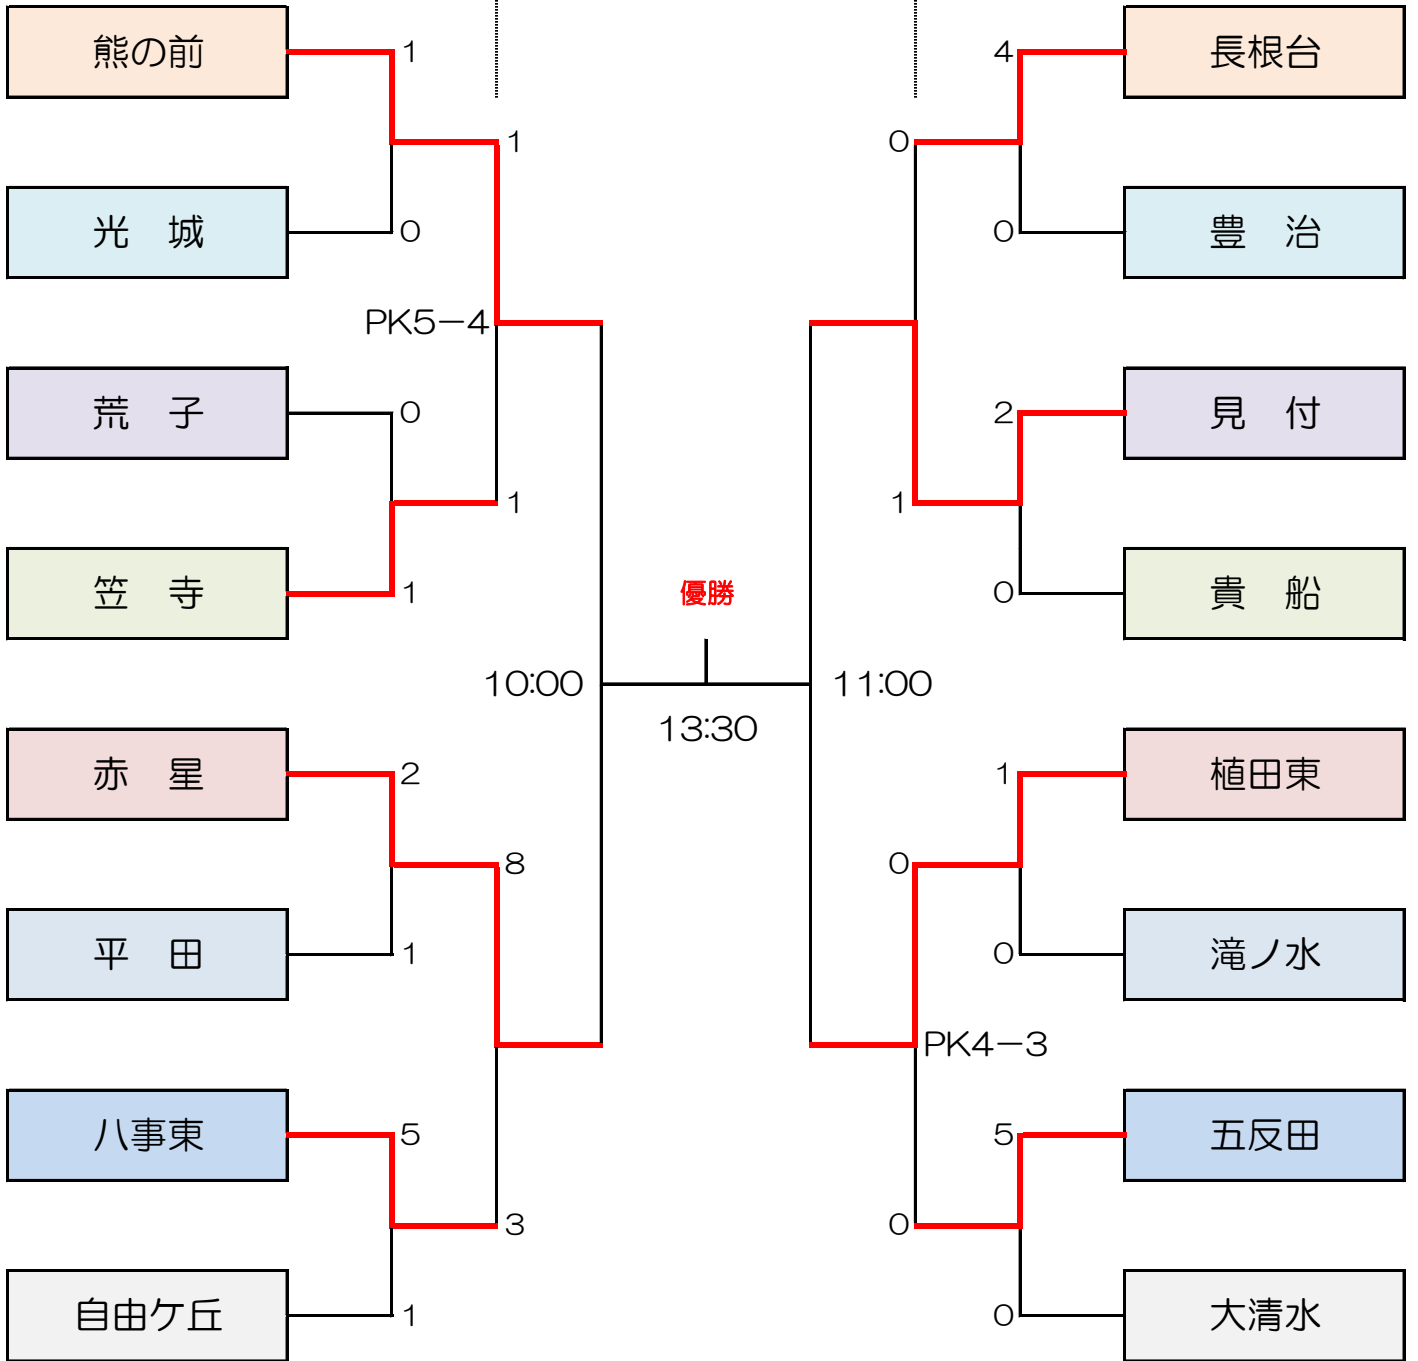 熊の前
1
4
長根台
1
0
光　城
0
0
豊　治
PK5－4
荒　子
0
2
見　付
1
1
笠　寺
1
優勝
0
貴　船
10:00
11:00
13:30
赤　星
2
1
植田東
8
0
平　田
1
0
滝ノ水
PK4－3
八事東
5
5
五反田
3
0
自由ケ丘
1
0
大清水